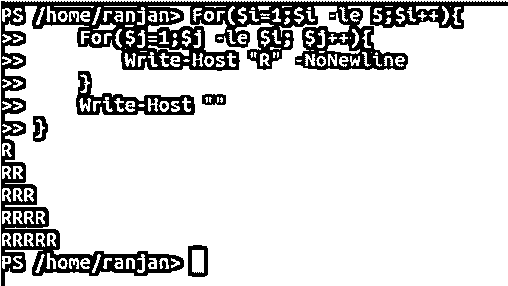 PS /home/ranjan> For($i=1;$i -le 5;$i++){
>>     For($j=1;$j -le $i; $j++){
>>         Write-Host "R" -NoNewline
>>     }
>>     Write-Host ""
>> }
R
RR
RRR
RRRR
RRRRR
PS /home/ranjan>